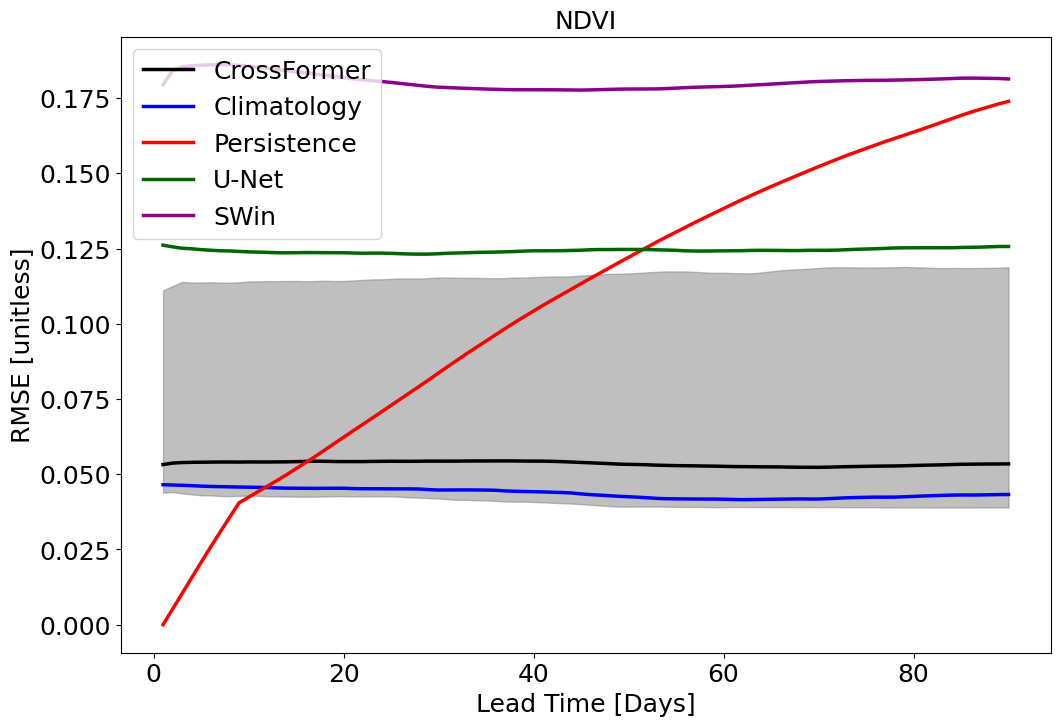 NDVI
CrossFormer
Climatology
Persistence
U-Net
SWin
RMSE [unitless]
0.175
0.150
0.125
0.100
0.075
0.050
0.025
0.000
0 20 40 60 80
Lead Time [Days]